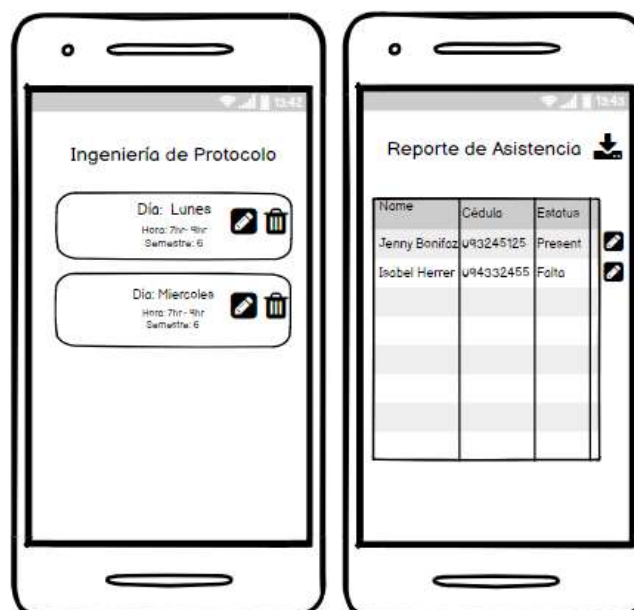 13:42
Ingeniería de Protocolo
Día: Lunes
Hora: 7hr- 9hr
Semestre: 6
Día: Miercoles
Hora: 7hr- 9hr
Semestre: 6
13:43
Reporte de Asistencia
Name Cédula Estatus
Jenny Bonifaz 093245125 Present
Isabel Herrer 094332455 Falta